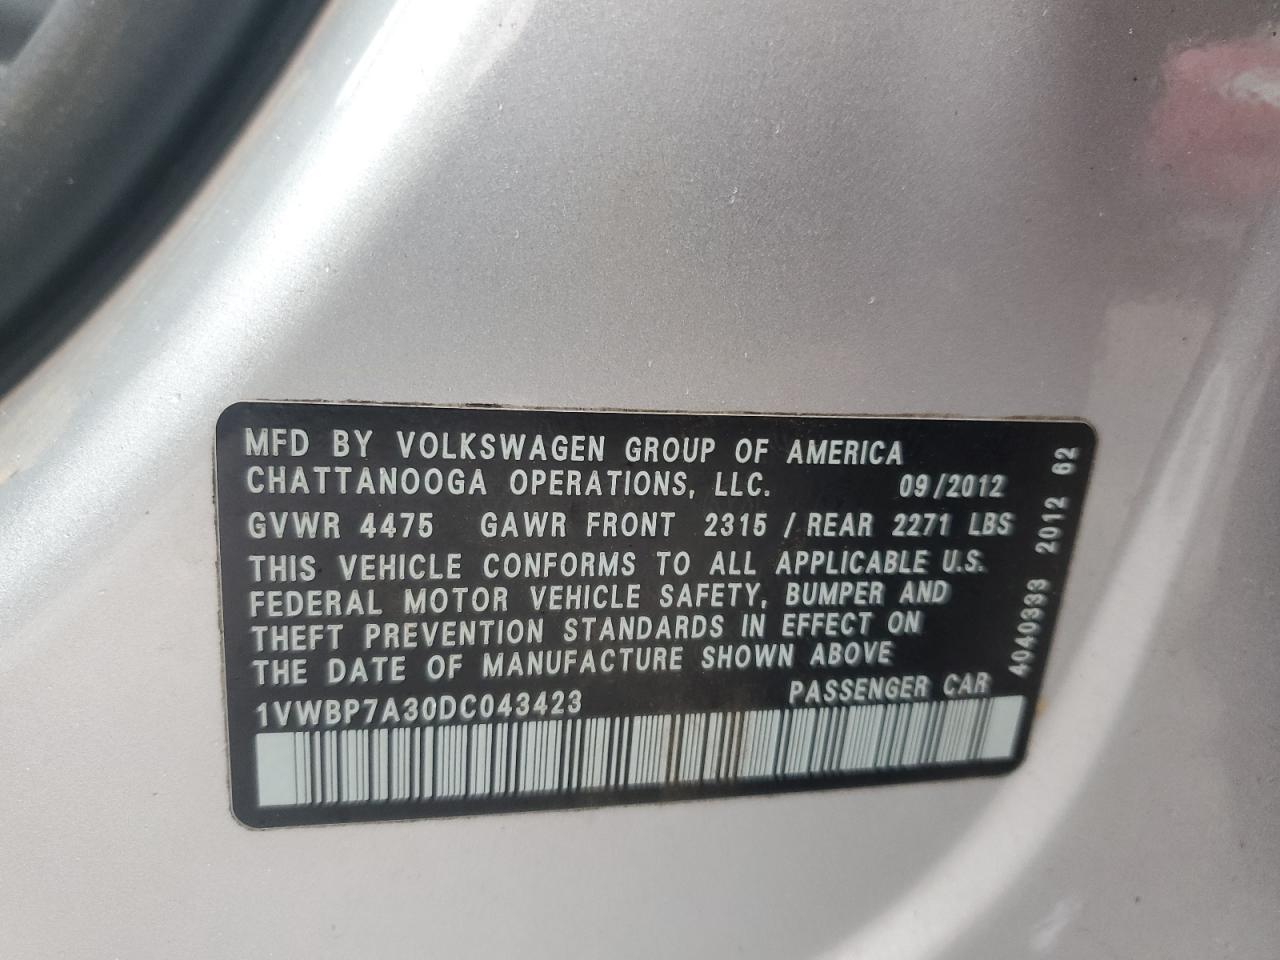 MFD BY VOLKSWAGEN GROUP OF AMERICA
CHATTANOOGA OPERATIONS, LLC. 09/2012
GVWR 4475 GAWR FRONT 2315 / REAR 2271 LBS
THIS VEHICLE CONFORMS TO ALL APPLICABLE U.S.
FEDERAL MOTOR VEHICLE SAFETY, BUMPER AND
THEFT PREVENTION STANDARDS IN EFFECT ON
THE DATE OF MANUFACTURE SHOWN ABOVE
1VWBP7A30DC043423 PASSENGER CAR
4040333 2012 62